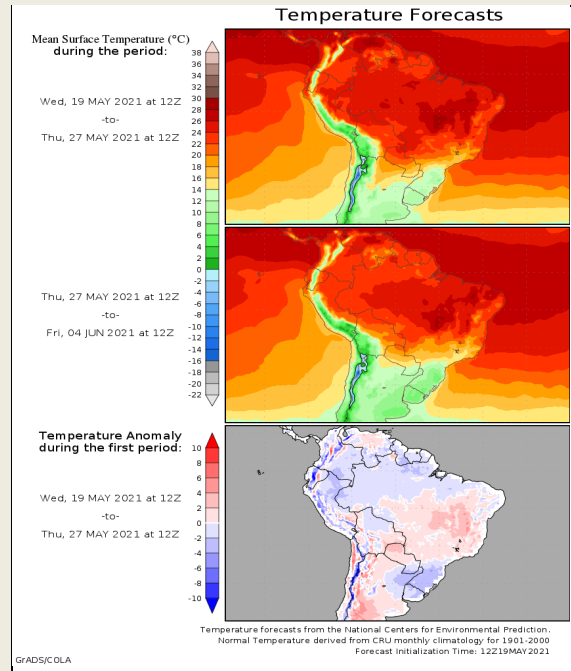 Temperature Forecasts
Mean Surface Temperature (°C)
during the period:
Wed, 19 MAY 2021 at 12Z
-to-
Thu, 27 MAY 2021 at 12Z
38
36
34
32
30
28
26
24
22
20
18
16
14
12
10
8
6
4
2
0
-2
-4
-6
-8
-10
-12
-14
-16
-18
-20
-22
Thu, 27 MAY 2021 at 12Z
-to-
Fri, 04 JUN 2021 at 12Z
Temperature Anomaly
during the first period:
Wed, 19 MAY 2021 at 12Z
-to-
Thu, 27 MAY 2021 at 12Z
10
8
6
4
2
0
-2
-4
-6
-8
-10
Temperature forecasts from the National Centers for Environmental Prediction.
Normal Temperature derived from CRU monthly climatology for 1901-2000
Forecast Initialization Time: 12Z19MAY2021
GrADS/COLA